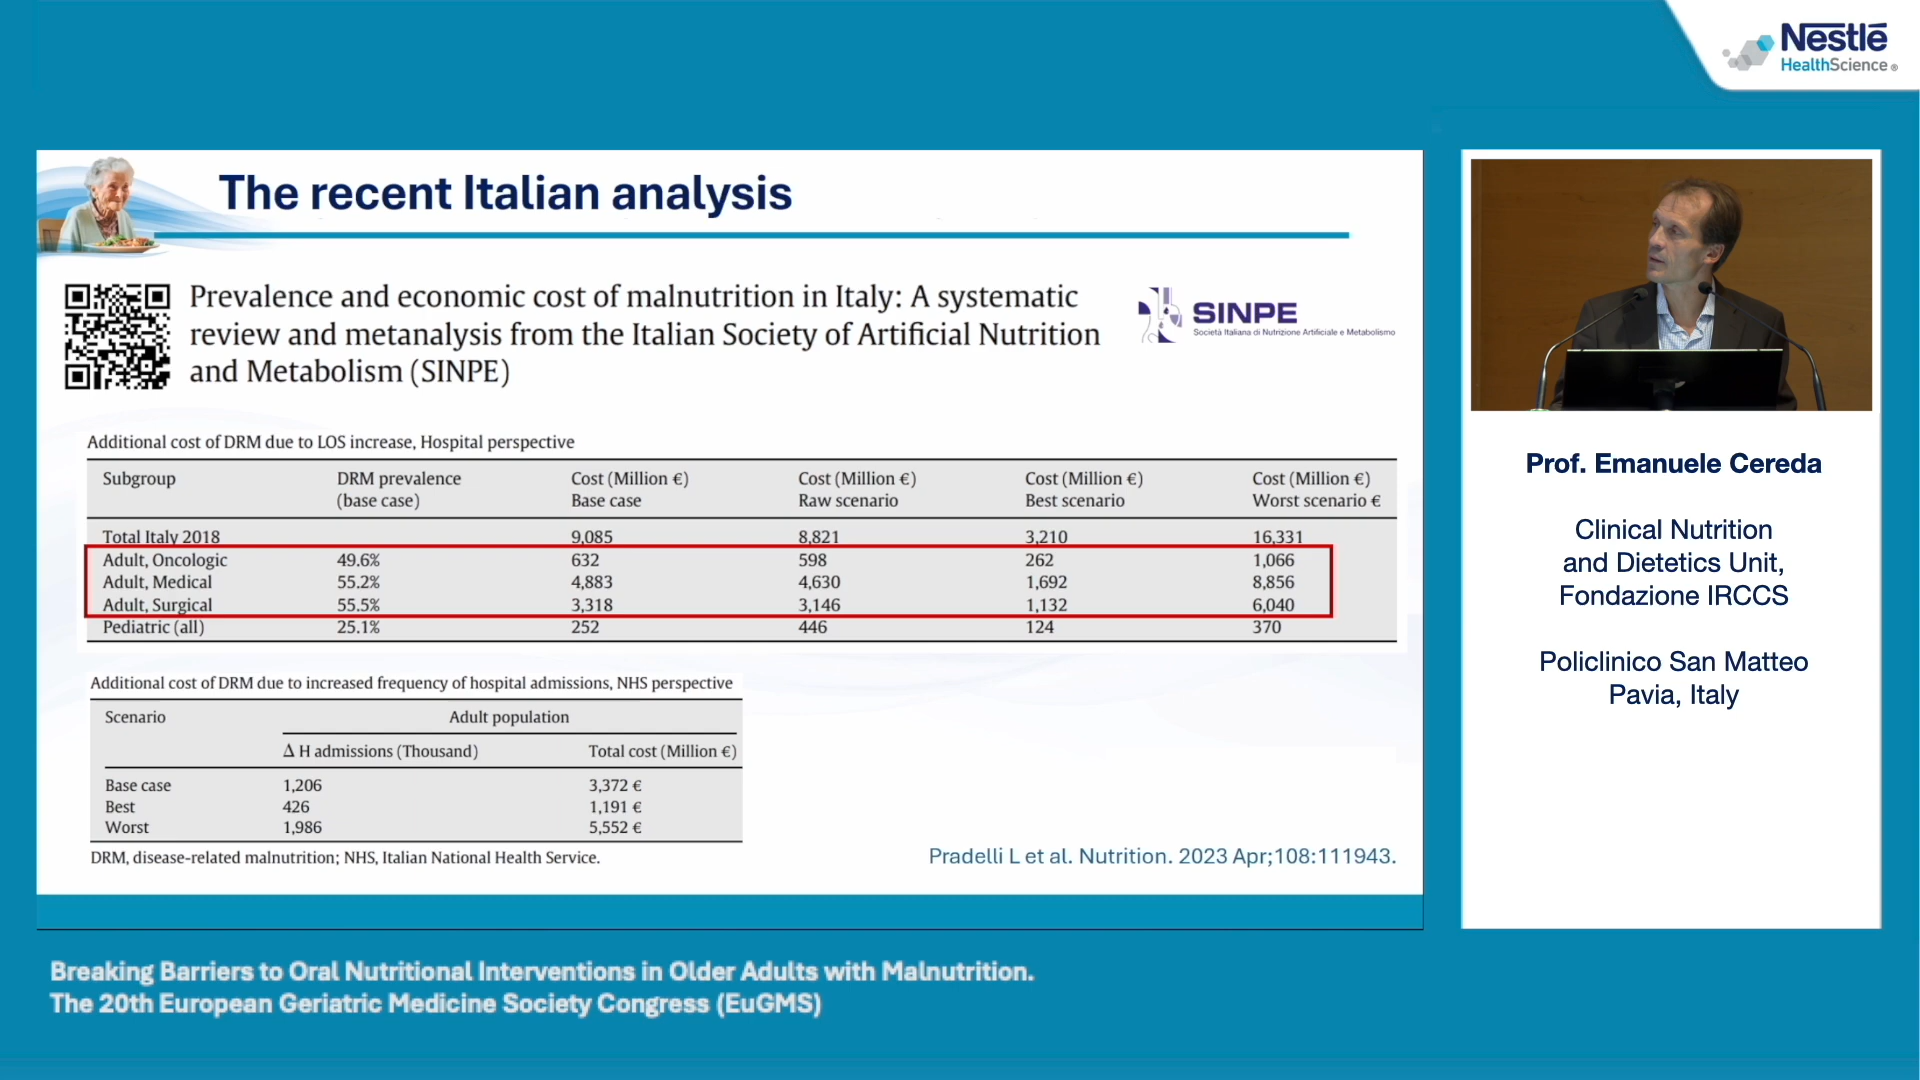 Nestlé
HealthScience®
The recent Italian analysis
Prevalence and economic cost of malnutrition in Italy: A systematic
review and metanalysis from the Italian Society of Artificial Nutrition
and Metabolism (SINPE)
SINPE
Società Italiana di Nutrizione Artificiale e Metabolismo
Additional cost of DRM due to LOS increase, Hospital perspective
Subgroup DRM prevalence Cost (Million €) Cost (Million €) Cost (Million €) Cost (Million €)
(base case) Base case Raw scenario Best scenario Worst scenario €
Total Italy 2018 9,085 8,821 3,210 16,331
Adult, Oncologic 49.6% 632 598 262 1,066
Adult, Medical 55.2% 4,883 4,630 1,692 8,856
Adult, Surgical 55.5% 3,318 3,146 1,132 6,040
Pediatric (all) 25.1% 252 446 124 370
Additional cost of DRM due to increased frequency of hospital admissions, NHS perspective
Scenario Adult population
Δ H admissions (Thousand) Total cost (Million €)
Base case 1,206 3,372 €
Best 426 1,191 €
Worst 1,986 5,552 €
DRM, disease-related malnutrition; NHS, Italian National Health Service.
Pradelli L et al. Nutrition. 2023 Apr;108:111943.
Prof. Emanuele Cereda
Clinical Nutrition
and Dietetics Unit,
Fondazione IRCCS
Policlinico San Matteo
Pavia, Italy
Breaking Barriers to Oral Nutritional Interventions in Older Adults with Malnutrition.
The 20th European Geriatric Medicine Society Congress (EuGMS)